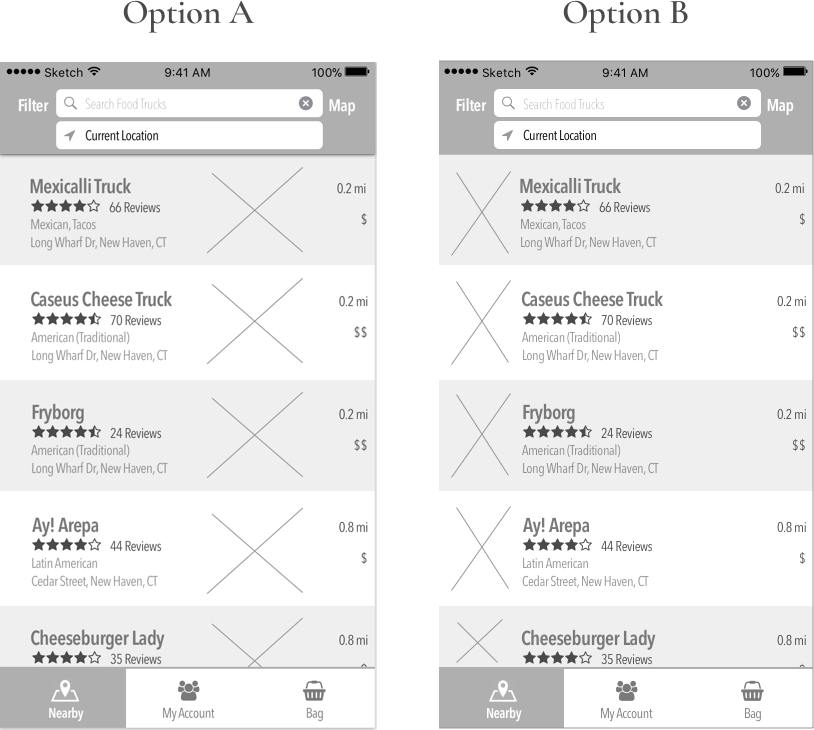 Option A
Sketch 9:41 AM 100%
Filter Search Food Trucks Map
Current Location
Mexicalli Truck 0.2 mi
66 Reviews
$
Mexican, Tacos
Long Wharf Dr, New Haven, CT
Caseus Cheese Truck 0.2 mi
70 Reviews
$$
American (Traditional)
Long Wharf Dr, New Haven, CT
Fryborg 0.2 mi
24 Reviews
$$
American (Traditional)
Long Wharf Dr, New Haven, CT
Ay! Arepa 0.8 mi
44 Reviews
$
Latin American
Cedar Street, New Haven, CT
Cheeseburger Lady 0.8 mi
35 Reviews
Nearby My Account Bag
Option B
Sketch 9:41 AM 100%
Filter Search Food Trucks Map
Current Location
Mexicalli Truck 0.2 mi
66 Reviews
$
Mexican, Tacos
Long Wharf Dr, New Haven, CT
Caseus Cheese Truck 0.2 mi
70 Reviews
$$
American (Traditional)
Long Wharf Dr, New Haven, CT
Fryborg 0.2 mi
24 Reviews
$$
American (Traditional)
Long Wharf Dr, New Haven, CT
Ay! Arepa 0.8 mi
44 Reviews
$
Latin American
Cedar Street, New Haven, CT
Cheeseburger Lady 0.8 mi
35 Reviews
Nearby My Account Bag